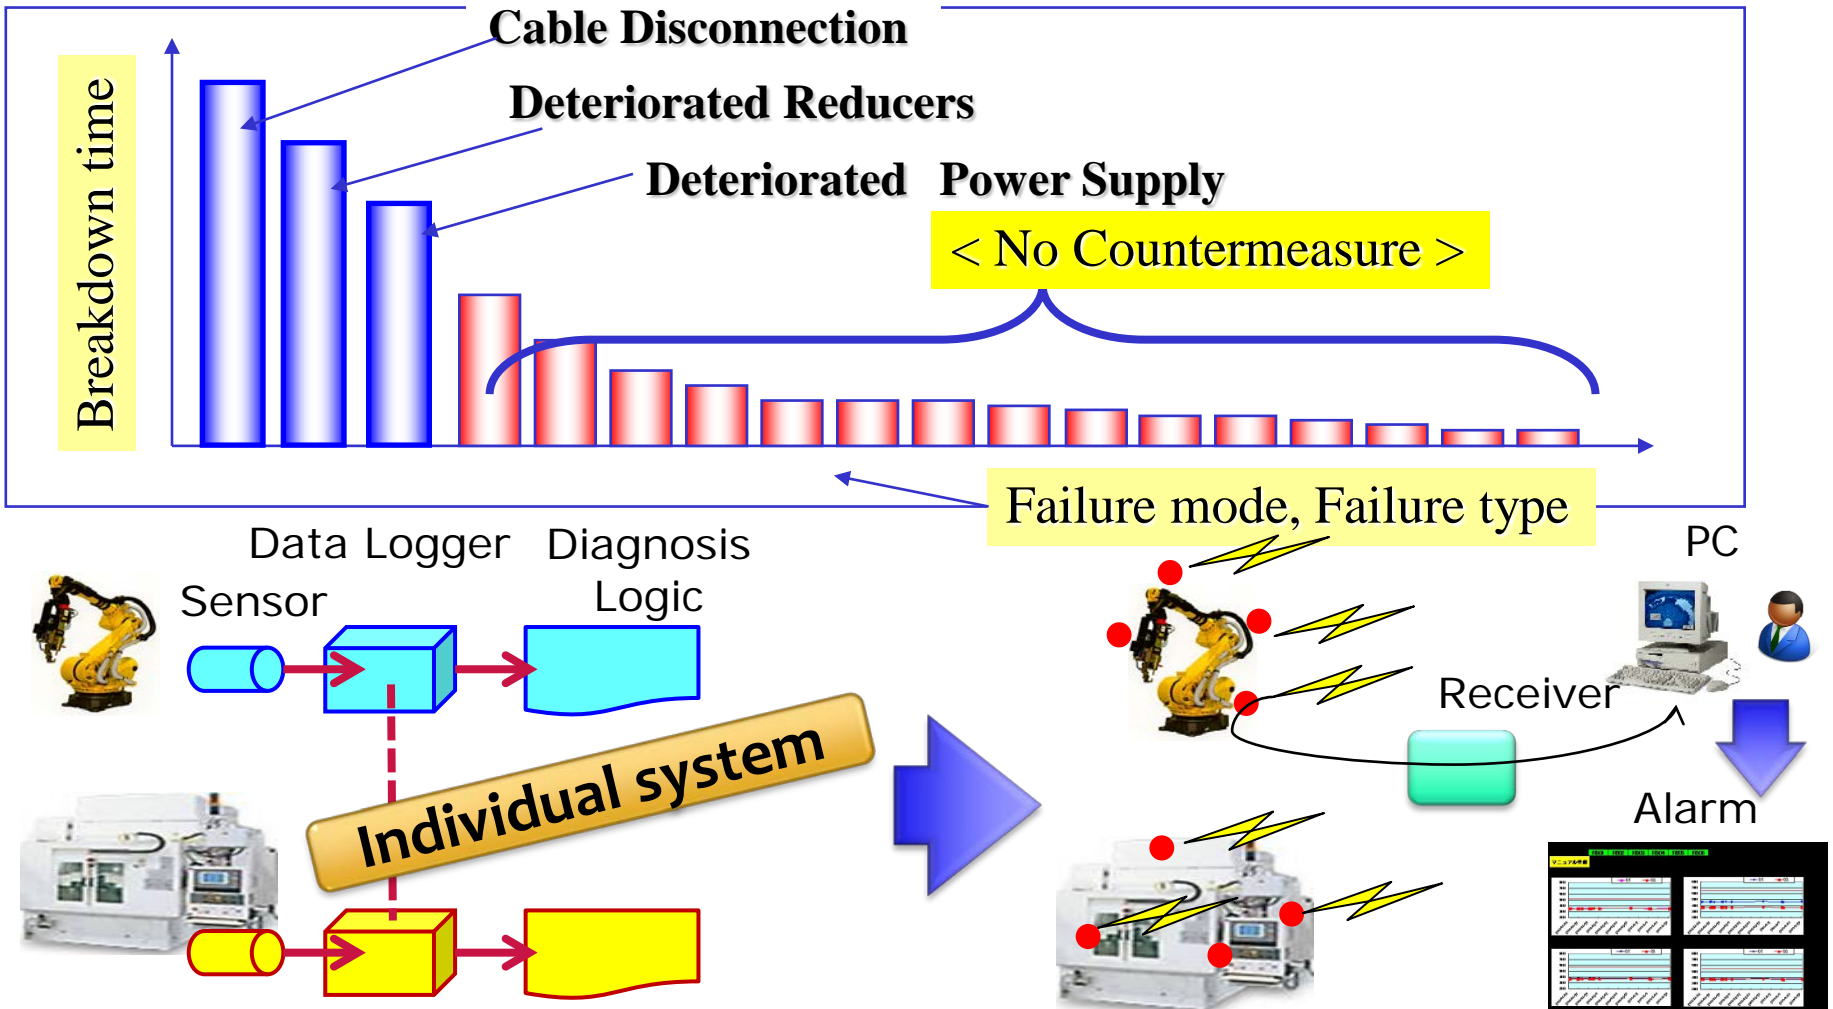 Cable Disconnection
Deteriorated Reducers
Deteriorated Power Supply
< No Countermeasure >
Breakdown time
Failure mode, Failure type
Data Logger
Diagnosis
Logic
Sensor
Individual system
PC
Receiver
Alarm